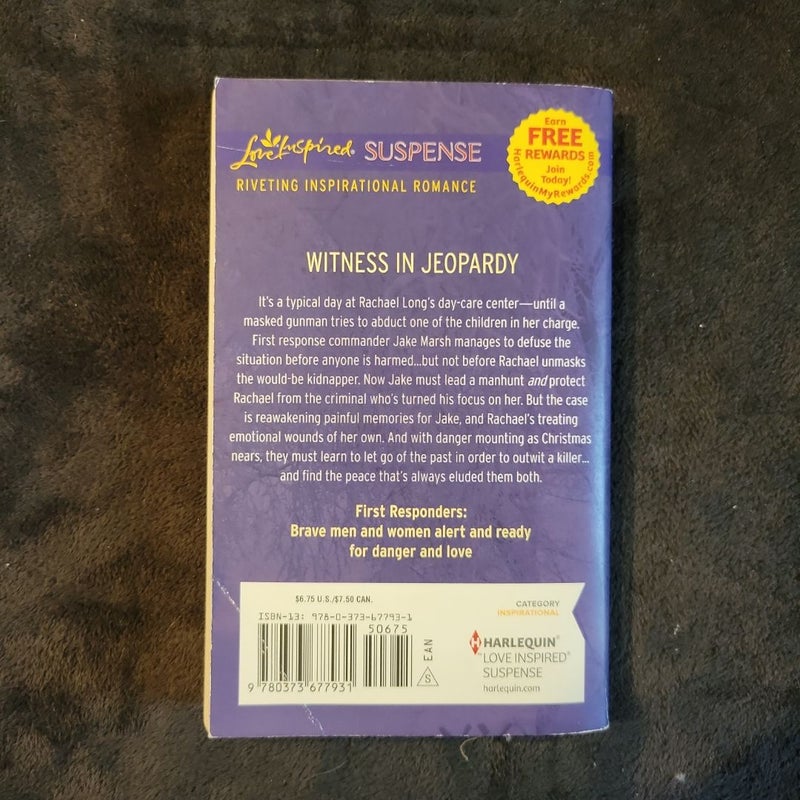 Love Inspired® SUSPENSE
RIVETING INSPIRATIONAL ROMANCE
Earn
FREE
REWARDS
Join
Today!
HarlequinMyRewards.com
WITNESS IN JEOPARDY
It's a typical day at Rachael Long's day-care center—until a
masked gunman tries to abduct one of the children in her charge.
First response commander Jake Marsh manages to defuse the
situation before anyone is harmed...but not before Rachael unmasks
the would-be kidnapper. Now Jake must lead a manhunt and protect
Rachael from the criminal who's turned his focus on her. But the case
is reawakening painful memories for Jake, and Rachael's treating
emotional wounds of her own. And with danger mounting as Christmas
nears, they must learn to let go of the past in order to outwit a killer...
and find the peace that's always eluded them both.
First Responders:
Brave men and women alert and ready
for danger and love
$6.75 U.S./$7.50 CAN.
ISBN-13: 978-0-373-67793-1
50675
9 780373 677931
S
EAN
CATEGORY
INSPIRATIONAL
HARLEQUIN®
LOVE INSPIRED®
SUSPENSE
harlequin.com